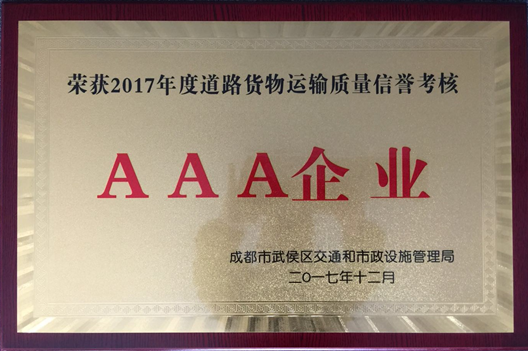 荣获2017年度道路货物运输质量信誉考核
AAA企业
成都市武侯区交通和市政设施管理局
二O一七年十二月